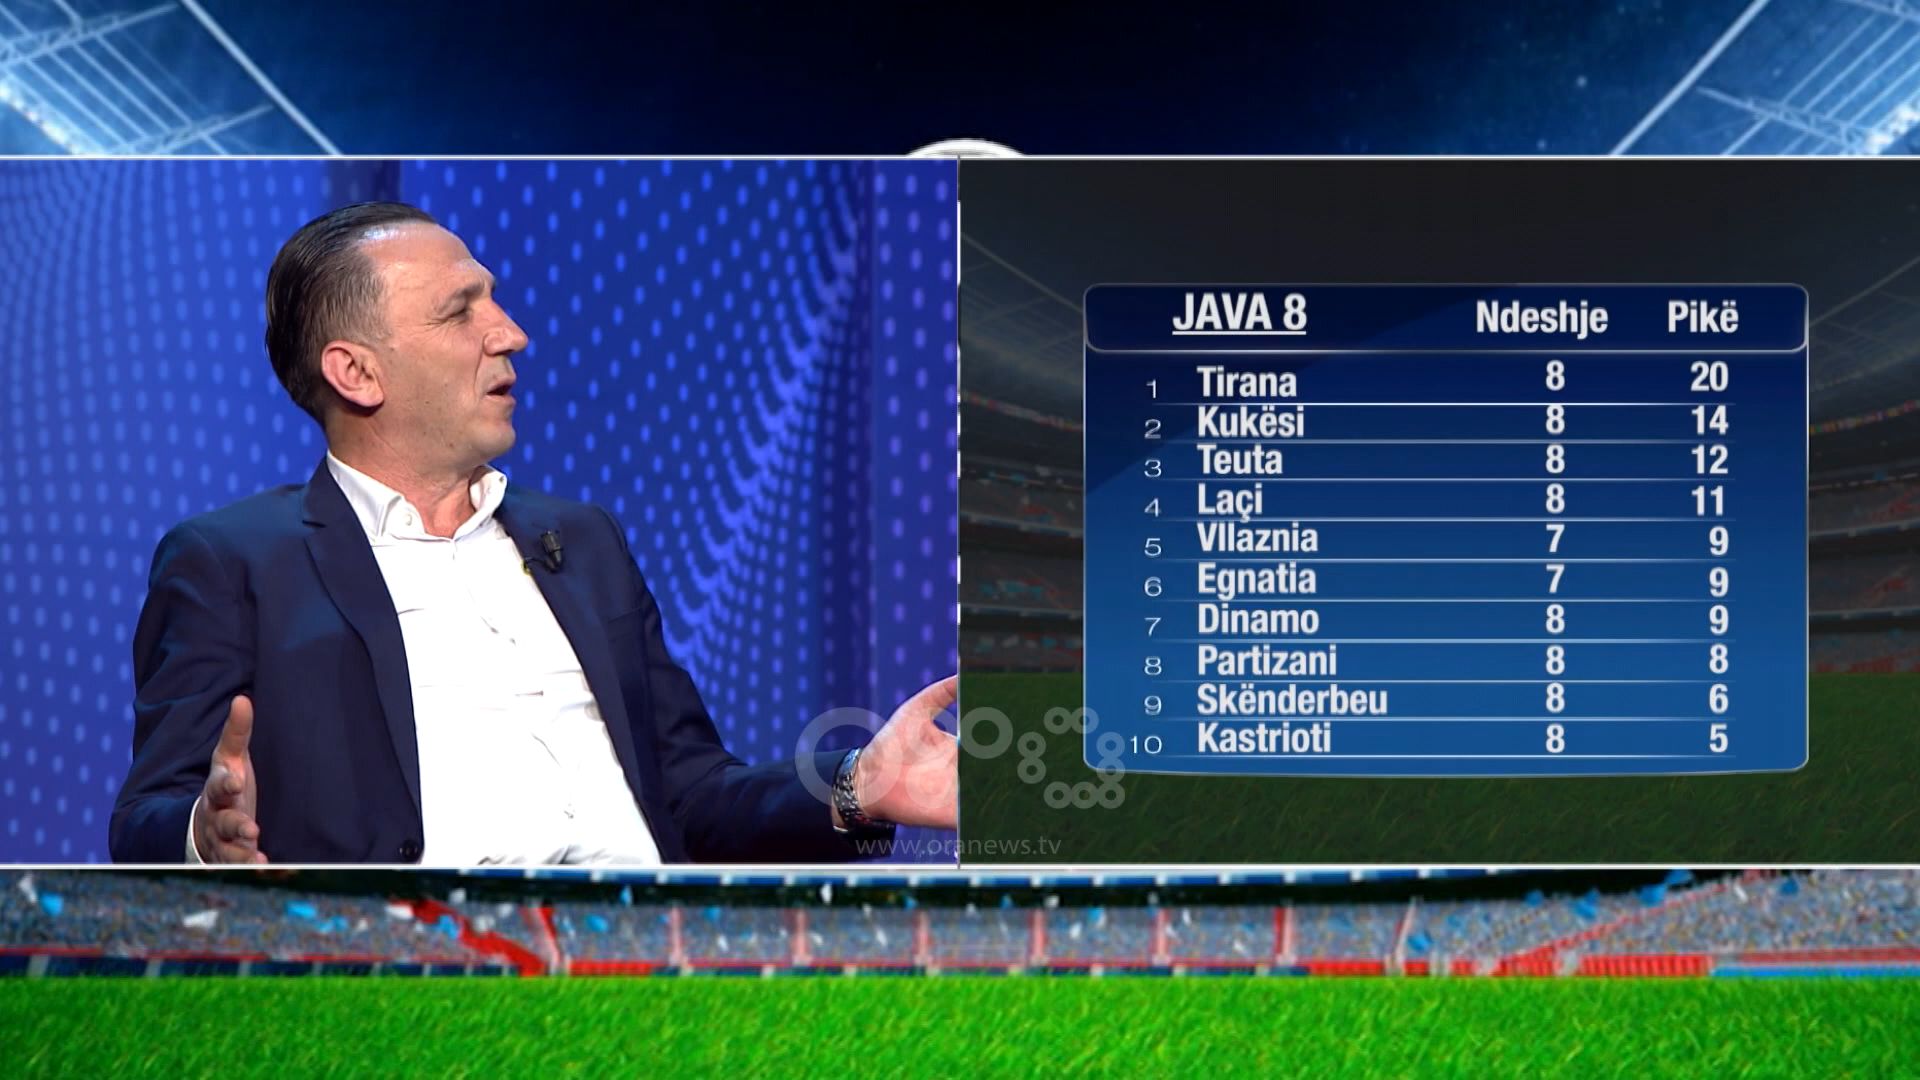 JAVA 8 Ndeshje Pikë
1 Tirana 8 20
2 Kukësi 8 14
3 Teuta 8 12
4 Laçi 8 11
5 Vllaznia 7 9
6 Egnatia 7 9
7 Dinamo 8 9
8 Partizani 8 8
9 Skënderbeu 8 6
10 Kastrioti 8 5
www.oranews.tv